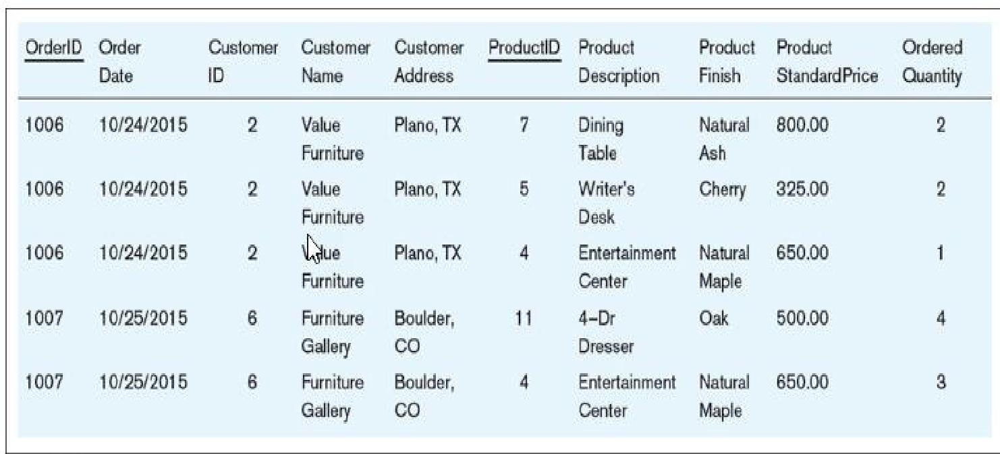 OrderID Order Customer Customer Customer ProductID Product Product Product Ordered
Date ID Name Address Description Finish StandardPrice Quantity
1006 10/24/2015 2 Value Plano, TX 7 Dining Natural 800.00 2
Furniture Table Ash
1006 10/24/2015 2 Value Plano, TX 5 Writer's Cherry 325.00 2
Furniture Desk
1006 10/24/2015 2 Value Plano, TX 4 Entertainment Natural 650.00 1
Furniture Center Maple
1007 10/25/2015 6 Furniture Boulder, 11 4–Dr Oak 500.00 4
Gallery CO Dresser
1007 10/25/2015 6 Furniture Boulder, 4 Entertainment Natural 650.00 3
Gallery CO Center Maple